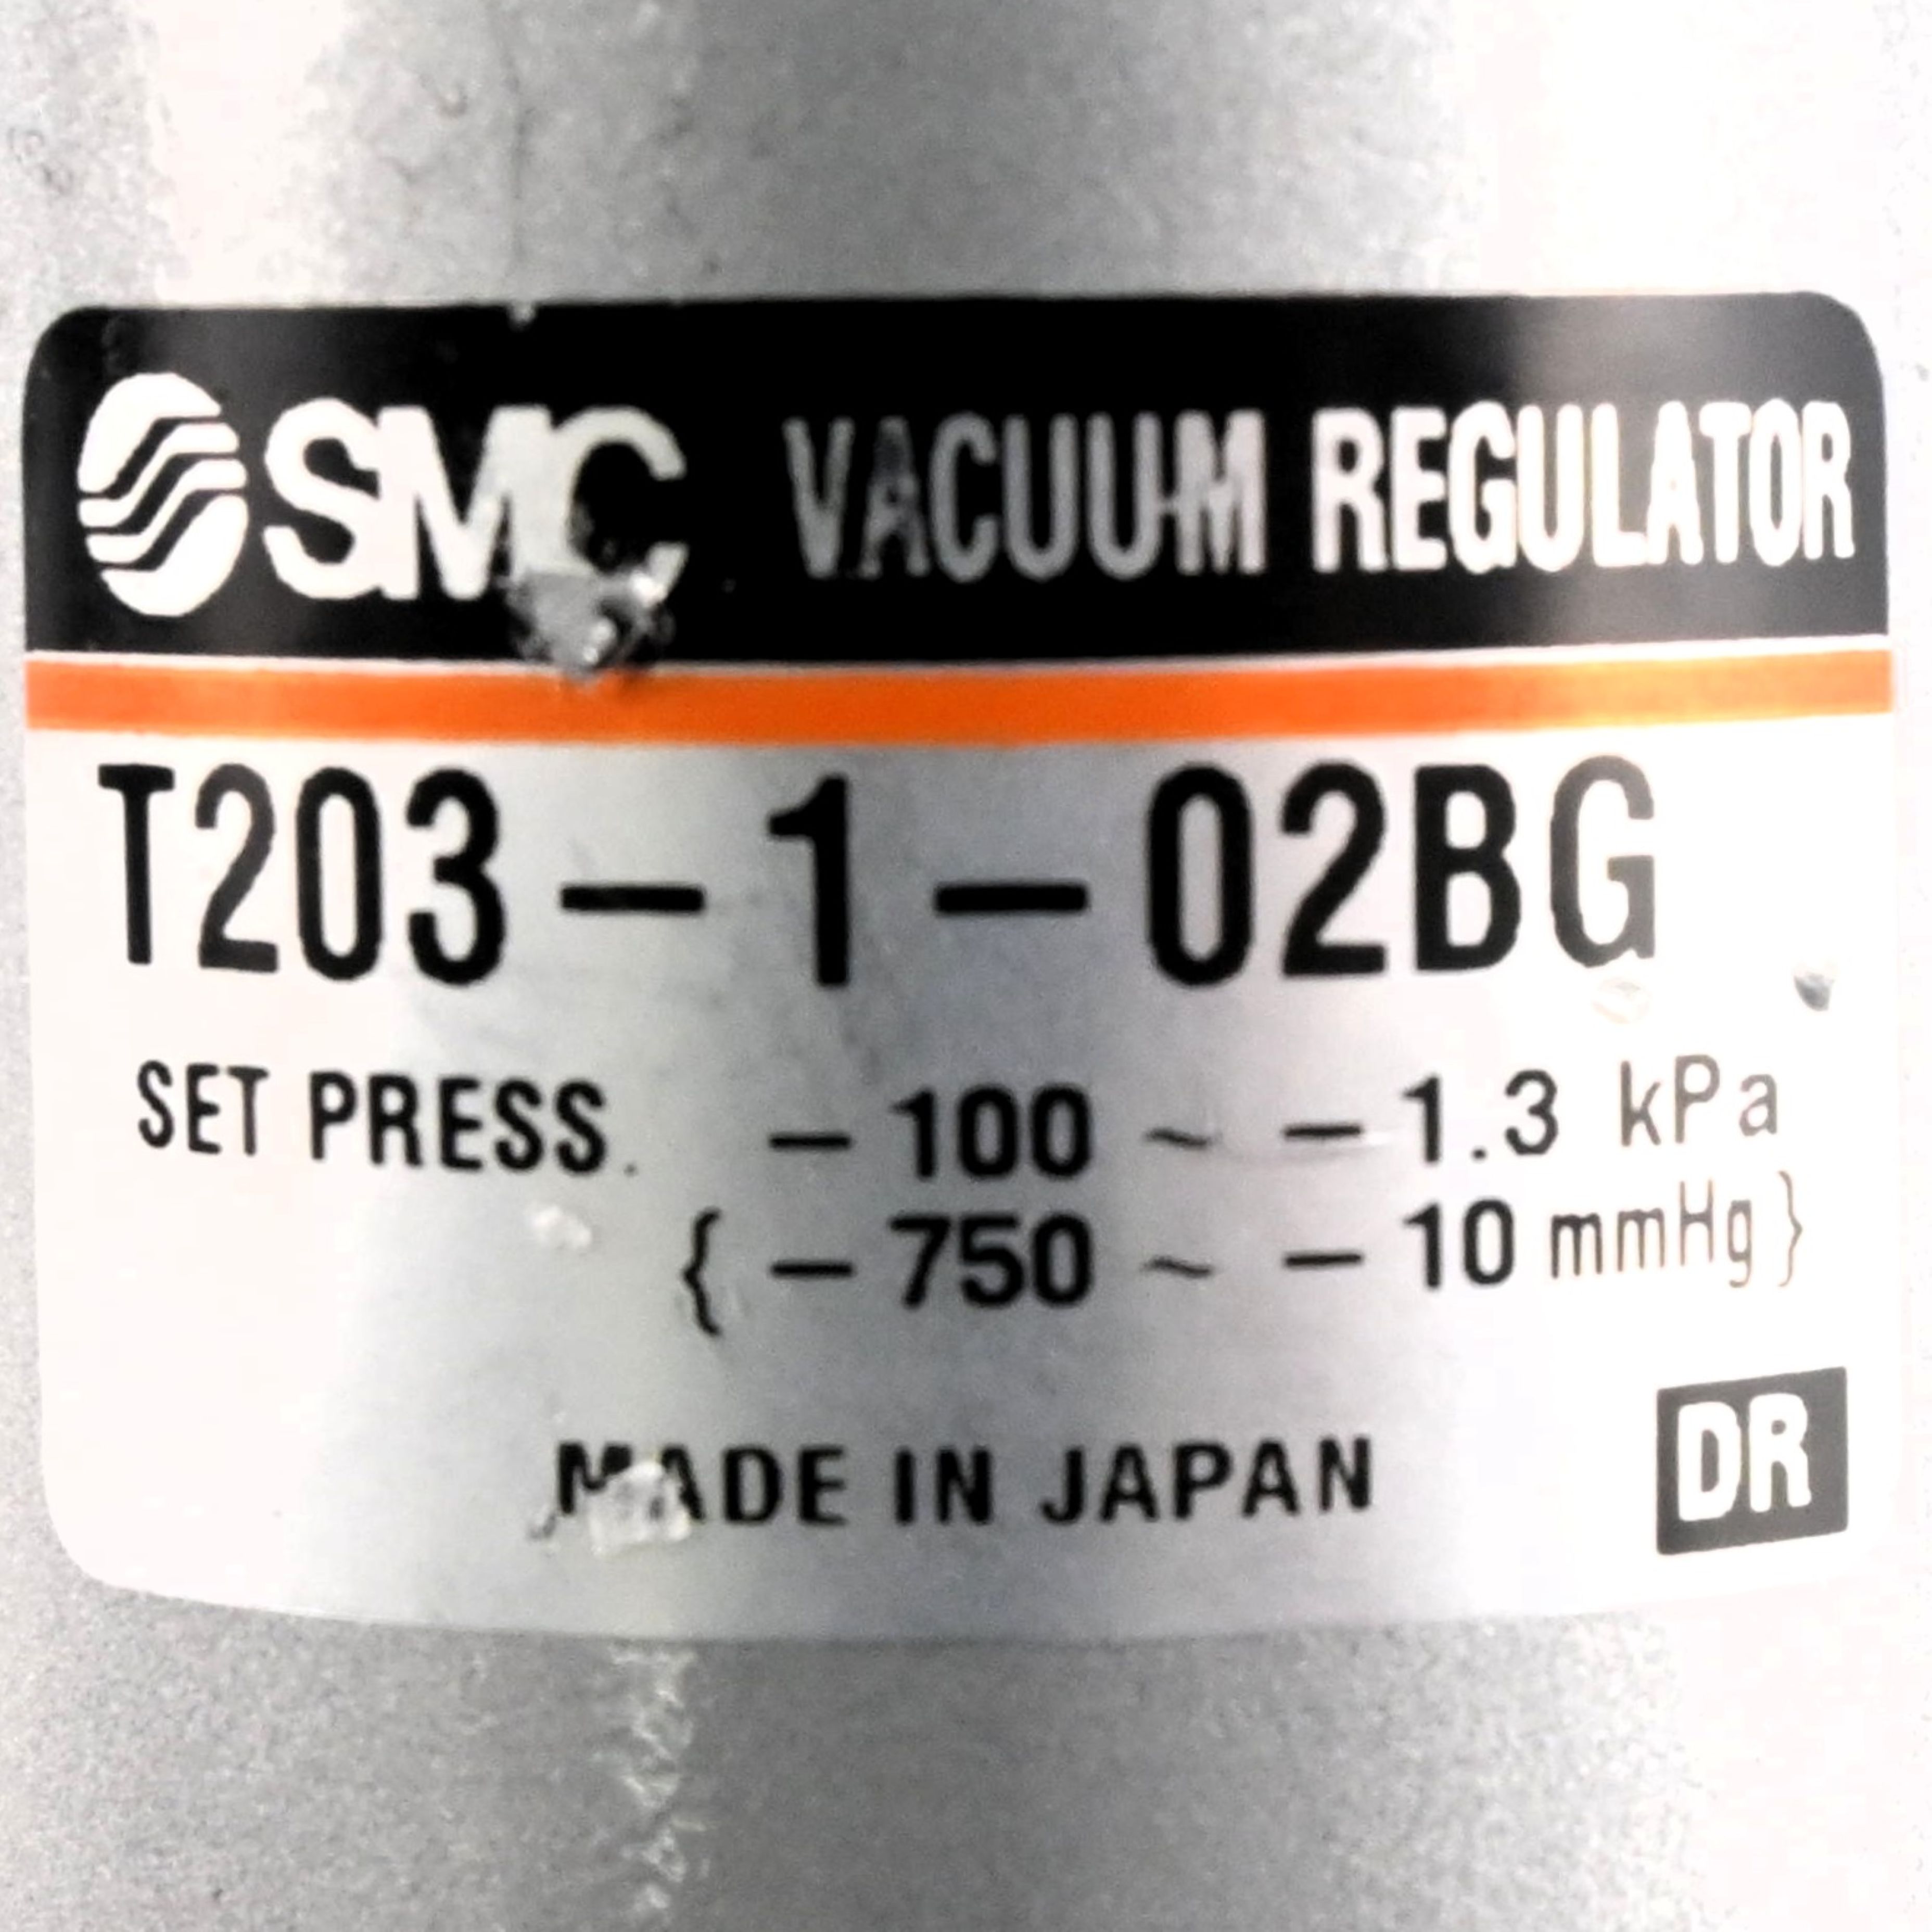 SMC VACUUM REGULATOR
T203-1-02BG
SET PRESS. -100 ~ -1.3 kPa
{ -750 ~ -10 mmHg }
MADE IN JAPAN
DR